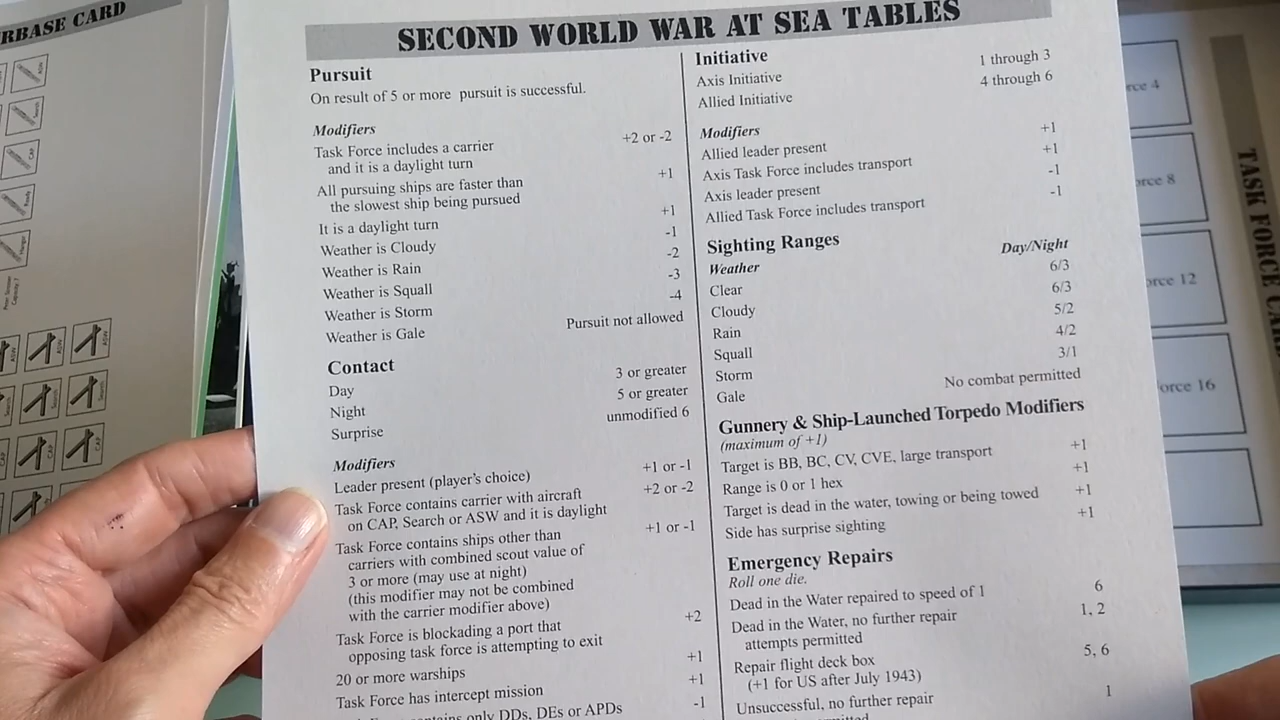 RBASE CARD
SECOND WORLD WAR AT SEA TABLES
Pursuit
On result of 5 or more pursuit is successful.
Modifiers
Task Force includes a carrier
and it is a daylight turn +2 or -2
All pursuing ships are faster than
the slowest ship being pursued +1
It is a daylight turn +1
Weather is Cloudy -1
Weather is Rain -2
Weather is Squall -3
Weather is Storm -4
Weather is Gale Pursuit not allowed
Contact
Day 3 or greater
Night 5 or greater
Surprise unmodified 6
Modifiers
Leader present (player's choice) +1 or -1
Task Force contains carrier with aircraft +2 or -2
on CAP, Search or ASW and it is daylight
Task Force contains ships other than +1 or -1
carriers with combined scout value of
3 or more (may use at night)
(this modifier may not be combined
with the carrier modifier above)
Task Force is blockading a port that +2
opposing task force is attempting to exit
20 or more warships +1
Task Force has intercept mission +1
contains only DDs, DEs or APDs -1
Initiative
Axis Initiative 1 through 3
Allied Initiative 4 through 6
Modifiers
Allied leader present +1
Axis Task Force includes transport +1
Axis leader present -1
Allied Task Force includes transport -1
Sighting Ranges
Weather Day/Night
Clear 6/3
Cloudy 6/3
Rain 5/2
Squall 4/2
Storm 3/1
Gale No combat permitted
Gunnery & Ship-Launched Torpedo Modifiers
(maximum of +1)
Target is BB, BC, CV, CVE, large transport +1
Range is 0 or 1 hex +1
Target is dead in the water, towing or being towed +1
Side has surprise sighting +1
Emergency Repairs
Roll one die.
Dead in the Water repaired to speed of 1 6
Dead in the Water, no further repair 1, 2
attempts permitted
Repair flight deck box 5, 6
(+1 for US after July 1943)
Unsuccessful, no further repair 1
rce 4
orce 8
orce 12
orce 16
TASK FORCE CAR